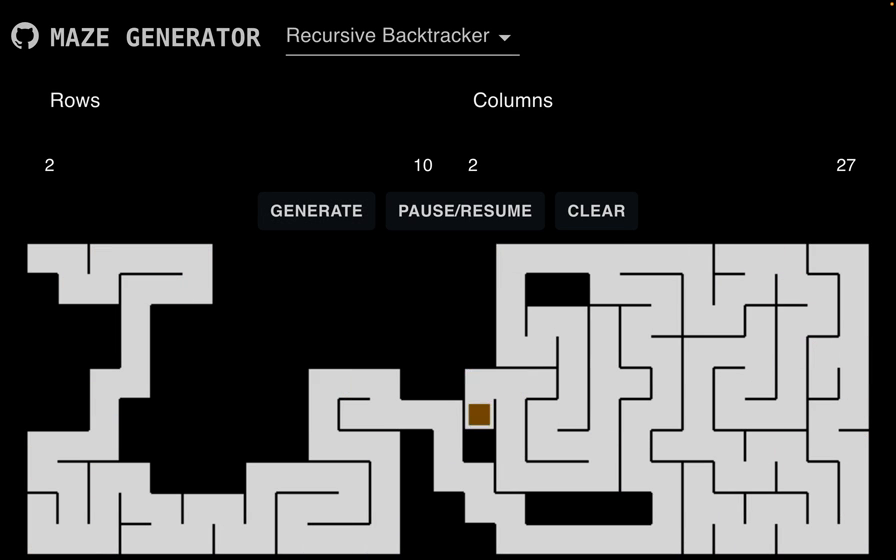 MAZE GENERATOR Recursive Backtracker
Rows Columns
2 10 2 27
GENERATE PAUSE/RESUME CLEAR